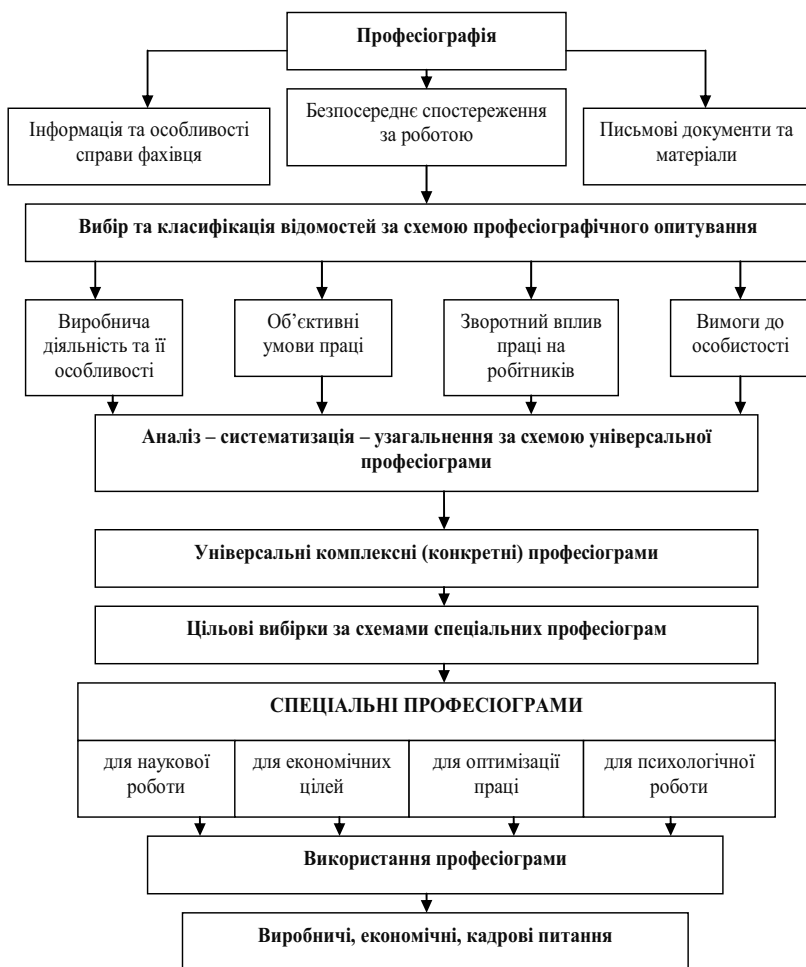 Професіографія
Інформація та особливості
справи фахівця
Безпосереднє спостереження
за роботою
Письмові документи та
матеріали
Вибір та класифікація відомостей за схемою професіографічного опитування
Виробнича
діяльність та її
особливості
Об’єктивні
умови праці
Зворотний вплив
праці на
робітників
Вимоги до
особистості
Аналіз – систематизація – узагальнення за схемою універсальної
професіограми
Універсальні комплексні (конкретні) професіограми
Цільові вибірки за схемами спеціальних професіограм
СПЕЦІАЛЬНІ ПРОФЕСІОГРАМИ
для наукової
роботи
для економічних
цілей
для оптимізації
праці
для психологічної
роботи
Використання професіограми
Виробничі, економічні, кадрові питання